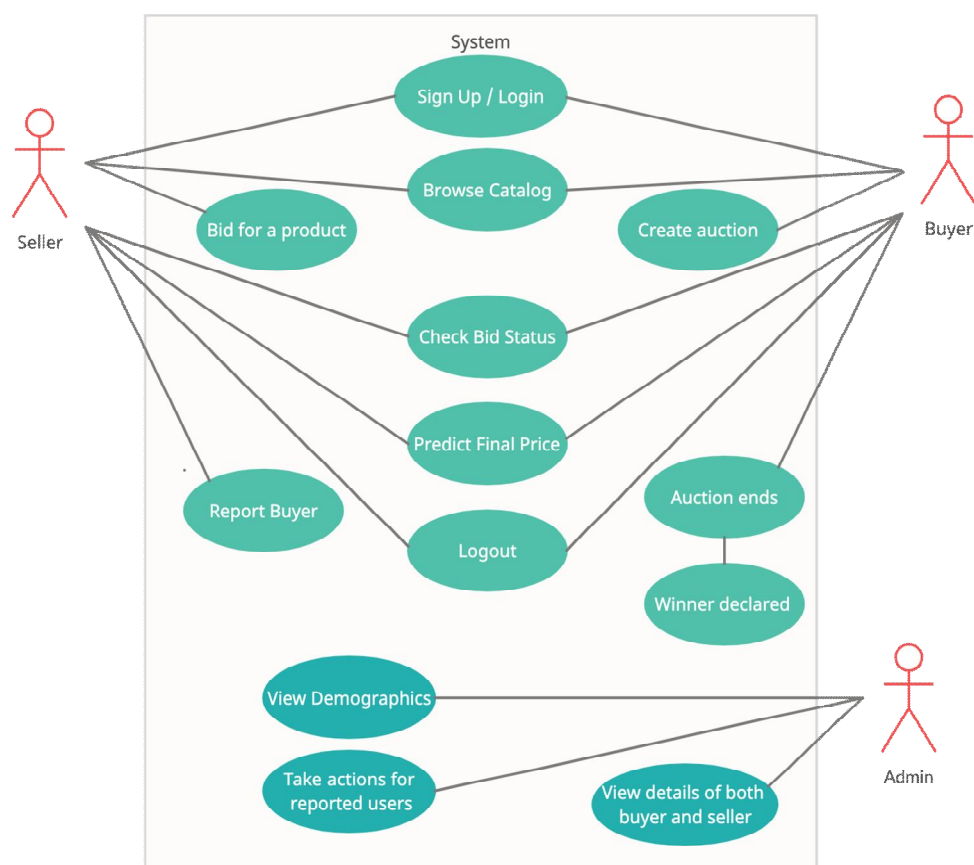 System
Sign Up / Login
Browse Catalog
Seller
Bid for a product
Create auction
Buyer
Check Bid Status
Predict Final Price
Report Buyer
Auction ends
Logout
Winner declared
View Demographics
Take actions for
reported users
View details of both
buyer and seller
Admin